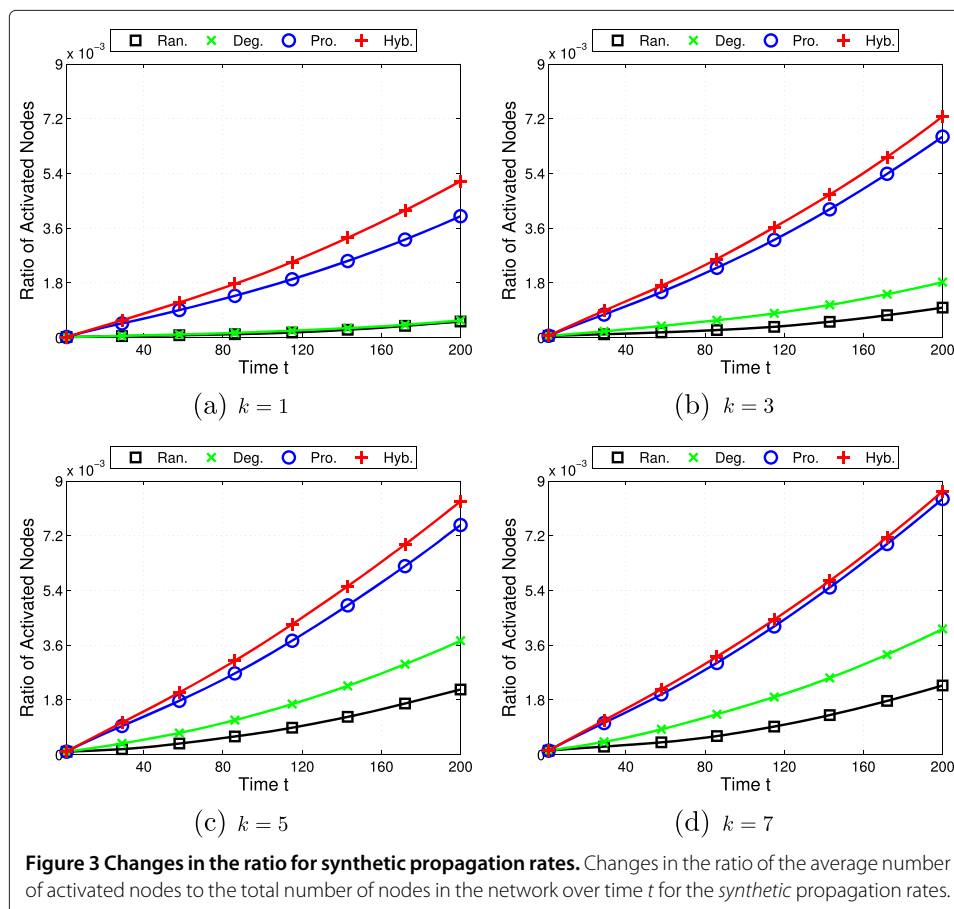 Ran. Deg. Pro. Hyb.
x 10⁻³
9
7.2
5.4
3.6
1.8
0
40 80 120 160 200
Ratio of Activated Nodes
Time t
(a) k = 1
Ran. Deg. Pro. Hyb.
x 10⁻³
9
7.2
5.4
3.6
1.8
0
40 80 120 160 200
Ratio of Activated Nodes
Time t
(b) k = 3
Ran. Deg. Pro. Hyb.
x 10⁻³
9
7.2
5.4
3.6
1.8
0
40 80 120 160 200
Ratio of Activated Nodes
Time t
(c) k = 5
Ran. Deg. Pro. Hyb.
x 10⁻³
9
7.2
5.4
3.6
1.8
0
40 80 120 160 200
Ratio of Activated Nodes
Time t
(d) k = 7
Figure 3 Changes in the ratio for synthetic propagation rates. Changes in the ratio of the average number
of activated nodes to the total number of nodes in the network over time t for the synthetic propagation rates.